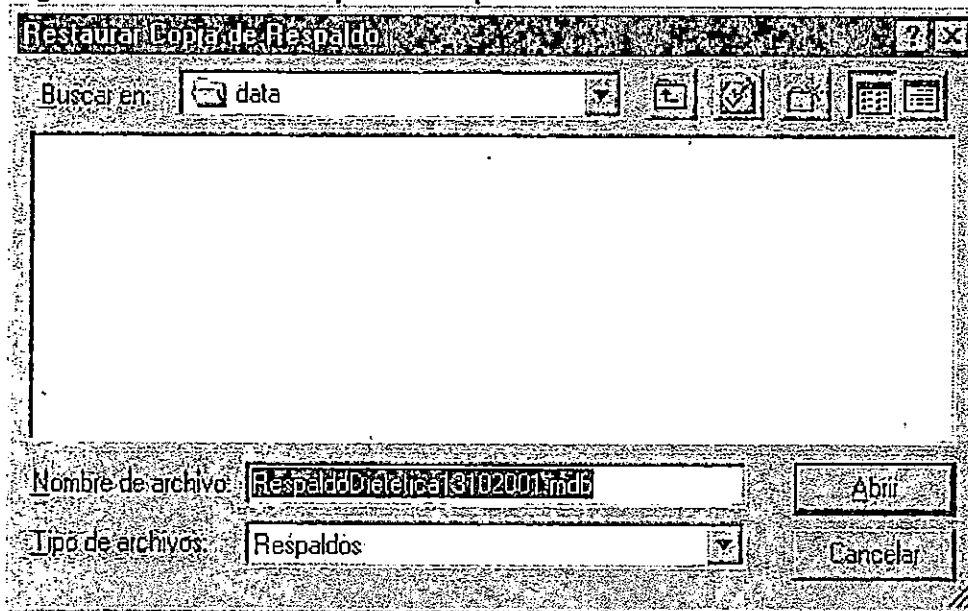 Restaurar Copia de Respaldo
Buscar en: data
Nombre de archivo: RespaldoDietetica13102001.mdb
Abrir
Tipo de archivos: Respaldos
Cancelar